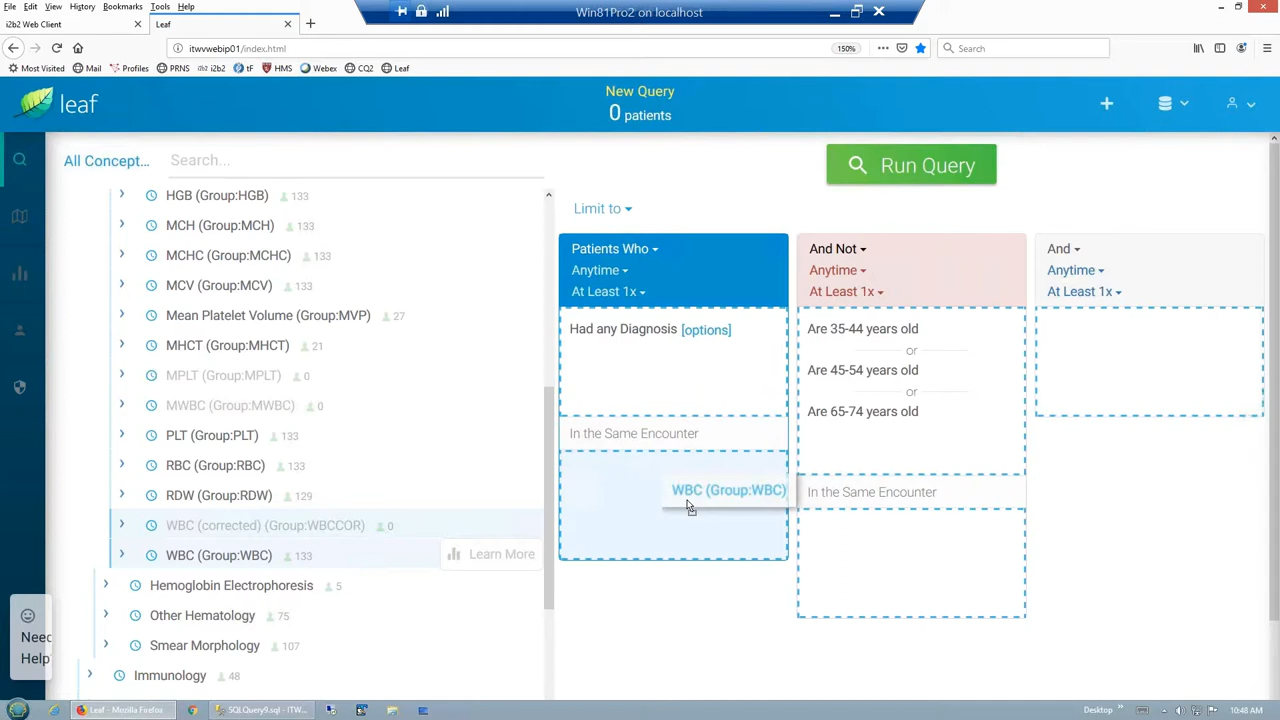 File Edit View History Bookmarks Tools Help
Win81Pro2 on localhost
i2b2 Web Client
Leaf
itwvwebip01/index.html
150%
Search
Most Visited Mail Profiles PRNS i2b2 tF HMS Webex CQ2 Leaf
leaf
New Query
0 patients
All Concept...
Search...
Run Query
Limit to
HGB (Group:HGB) 133
MCH (Group:MCH) 133
MCHC (Group:MCHC) 133
MCV (Group:MCV) 133
Mean Platelet Volume (Group:MVP) 27
MHCT (Group:MHCT) 21
MPLT (Group:MPLT) 0
MWBC (Group:MWBC) 0
PLT (Group:PLT) 133
RBC (Group:RBC) 133
RDW (Group:RDW) 129
WBC (corrected) (Group:WBCCOR) 0
WBC (Group:WBC) 133
Learn More
Hemoglobin Electrophoresis 5
Other Hematology 75
Smear Morphology 107
Immunology 48
Need
Help
Patients Who
Anytime
At Least 1x
Had any Diagnosis [options]
In the Same Encounter
WBC (Group:WBC)
And Not
Anytime
At Least 1x
Are 35-44 years old
or
Are 45-54 years old
or
Are 65-74 years old
In the Same Encounter
And
Anytime
At Least 1x
Leaf - Mozilla Firefox
SQLQuery9.sql - ITW...
Desktop
10:48 AM